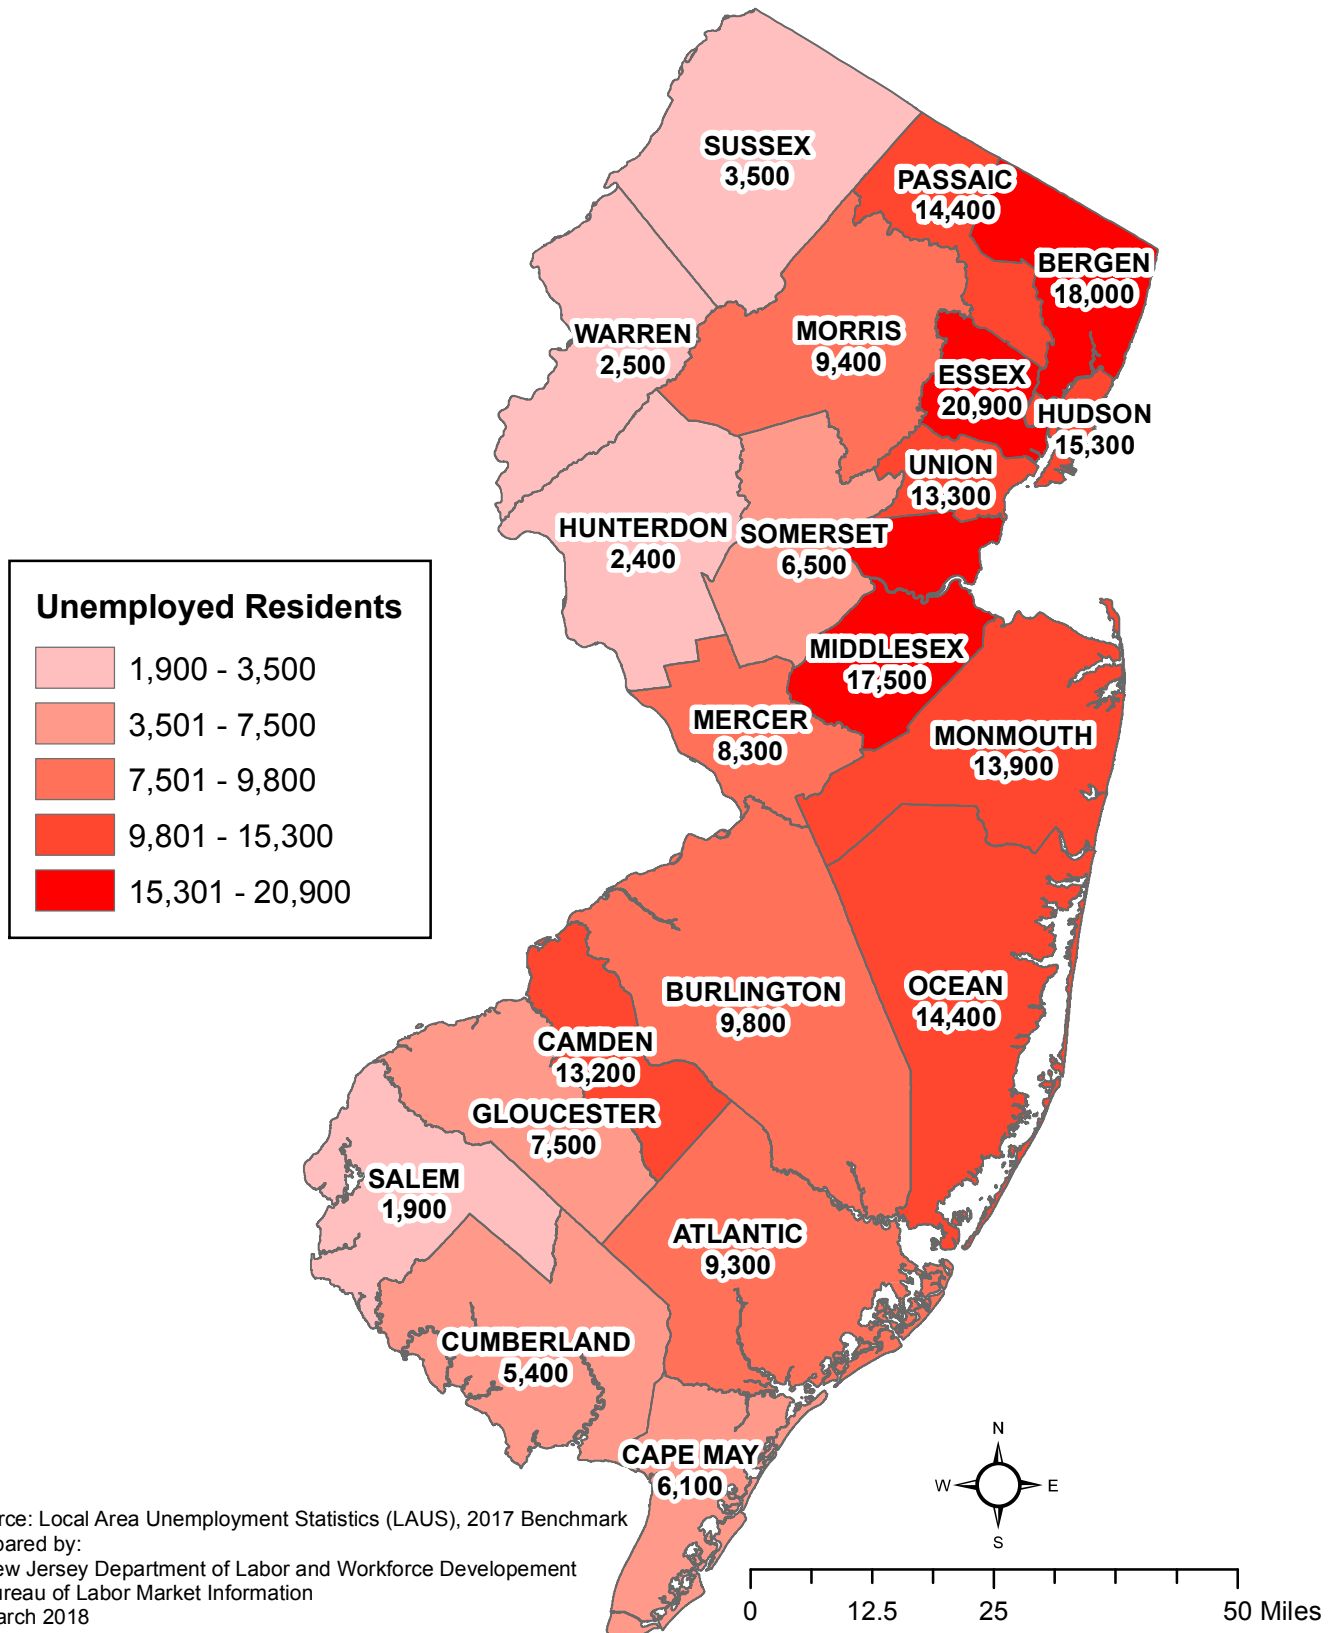 SUSSEX
3,500
PASSAIC
14,400
BERGEN
18,000
WARREN
2,500
MORRIS
9,400
ESSEX
20,900
HUDSON
15,300
UNION
13,300
HUNTERDON
2,400
SOMERSET
6,500
MIDDLESEX
17,500
MERCER
8,300
MONMOUTH
13,900
Unemployed Residents
1,900 - 3,500
3,501 - 7,500
7,501 - 9,800
9,801 - 15,300
15,301 - 20,900
BURLINGTON
9,800
OCEAN
14,400
CAMDEN
13,200
GLOUCESTER
7,500
SALEM
1,900
ATLANTIC
9,300
CUMBERLAND
5,400
CAPE MAY
6,100
N
W E
S
rce: Local Area Unemployment Statistics (LAUS), 2017 Benchmark
pared by:
ew Jersey Department of Labor and Workforce Developement
ureau of Labor Market Information
arch 2018
0 12.5 25 50 Miles